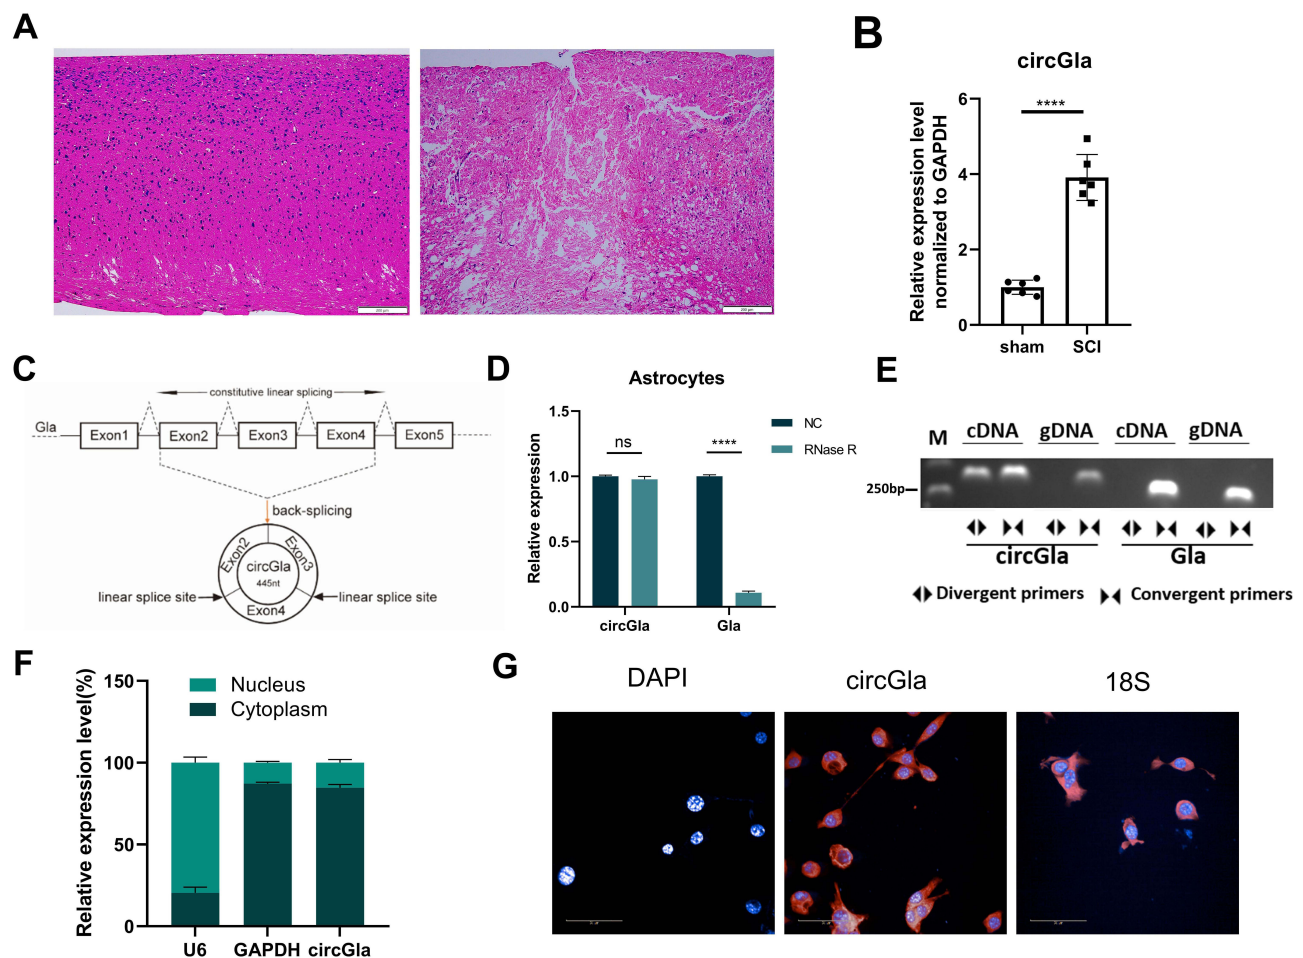 A
200 μm
200 μm
B
circGla
Relative expression level
normalized to GAPDH
6
4
2
0
****
sham
SCI
C
constitutive linear splicing
Gla
Exon1
Exon2
Exon3
Exon4
Exon5
back-splicing
Exon2
Exon3
circGla
445nt
Exon4
linear splice site
linear splice site
D
Astrocytes
Relative expression
1.5
1.0
0.5
0.0
ns
****
NC
RNase R
circGla
Gla
E
M
cDNA
gDNA
cDNA
gDNA
250bp
circGla
Gla
Divergent primers
Convergent primers
F
Relative expression level(%)
150
100
50
0
Nucleus
Cytoplasm
U6
GAPDH
circGla
G
DAPI
circGla
18S